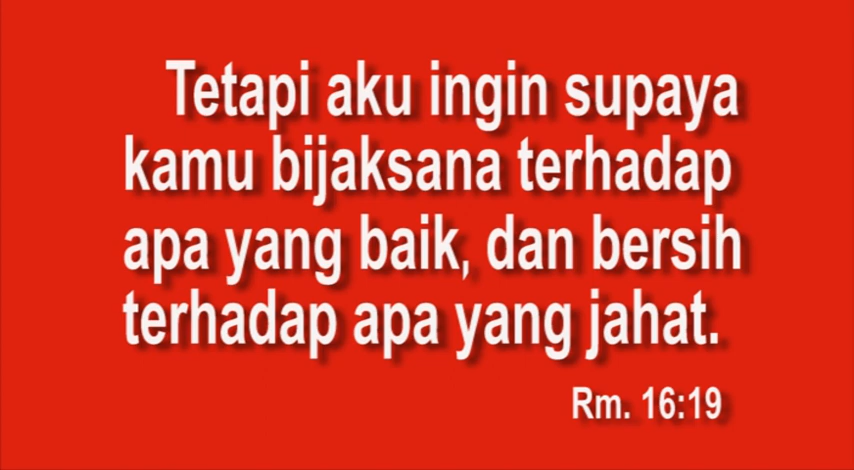 Tetapi aku ingin supaya
kamu bijaksana terhadap
apa yang baik, dan bersih
terhadap apa yang jahat.
Rm. 16:19